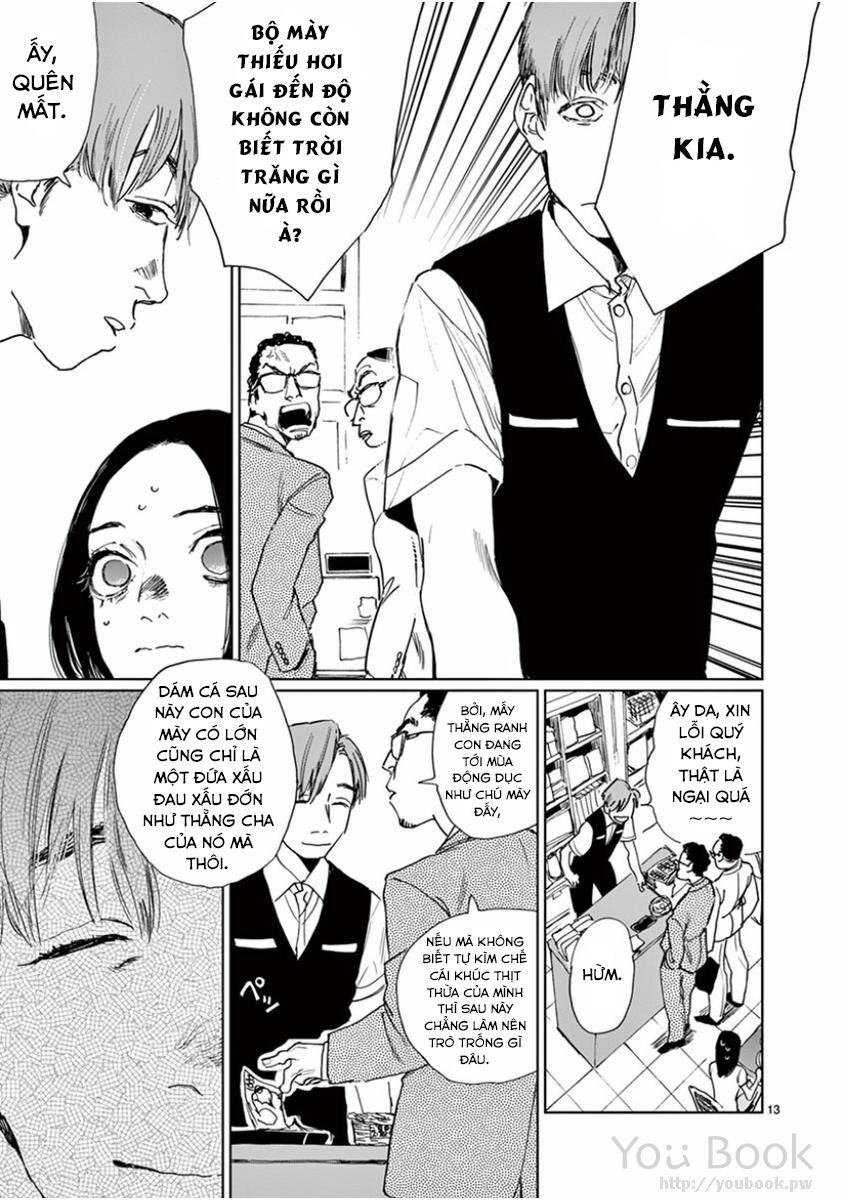 THẰNG
KIA.
BỘ MÀY
THIẾU HƠI
GÁI ĐẾN ĐỘ
KHÔNG CÒN
BIẾT TRỜI
TRĂNG GÌ
NỮA RỒI
À?
ẤY,
QUÊN
MẤT.
ÂY DA, XIN
LỖI QUÝ
KHÁCH,
THẬT LÀ
NGẠI QUÁ
~~~
HỪM.
BỞI, MẤY
THẰNG RANH
CON ĐANG
TỚI MÙA
ĐỘNG DỤC
NHƯ CHÚ MÀY
ĐẤY,
NẾU MÀ KHÔNG
BIẾT TỰ KÌM CHẾ
CÁI KHÚC THỊT
THỪA CỦA MÌNH
THÌ SAU NÀY
CHẲNG LÀM NÊN
TRÒ TRỐNG GÌ
ĐÂU.
ペッ
DÁM CÁ SAU
NÀY CON CỦA
MÀY CÓ LỚN
CŨNG CHỈ LÀ
MỘT ĐỨA XẤU
ĐAU XẤU ĐỚN
NHƯ THẰNG CHA
CỦA NÓ MÀ
THÔI.
13
You Book
http://youbook.pw